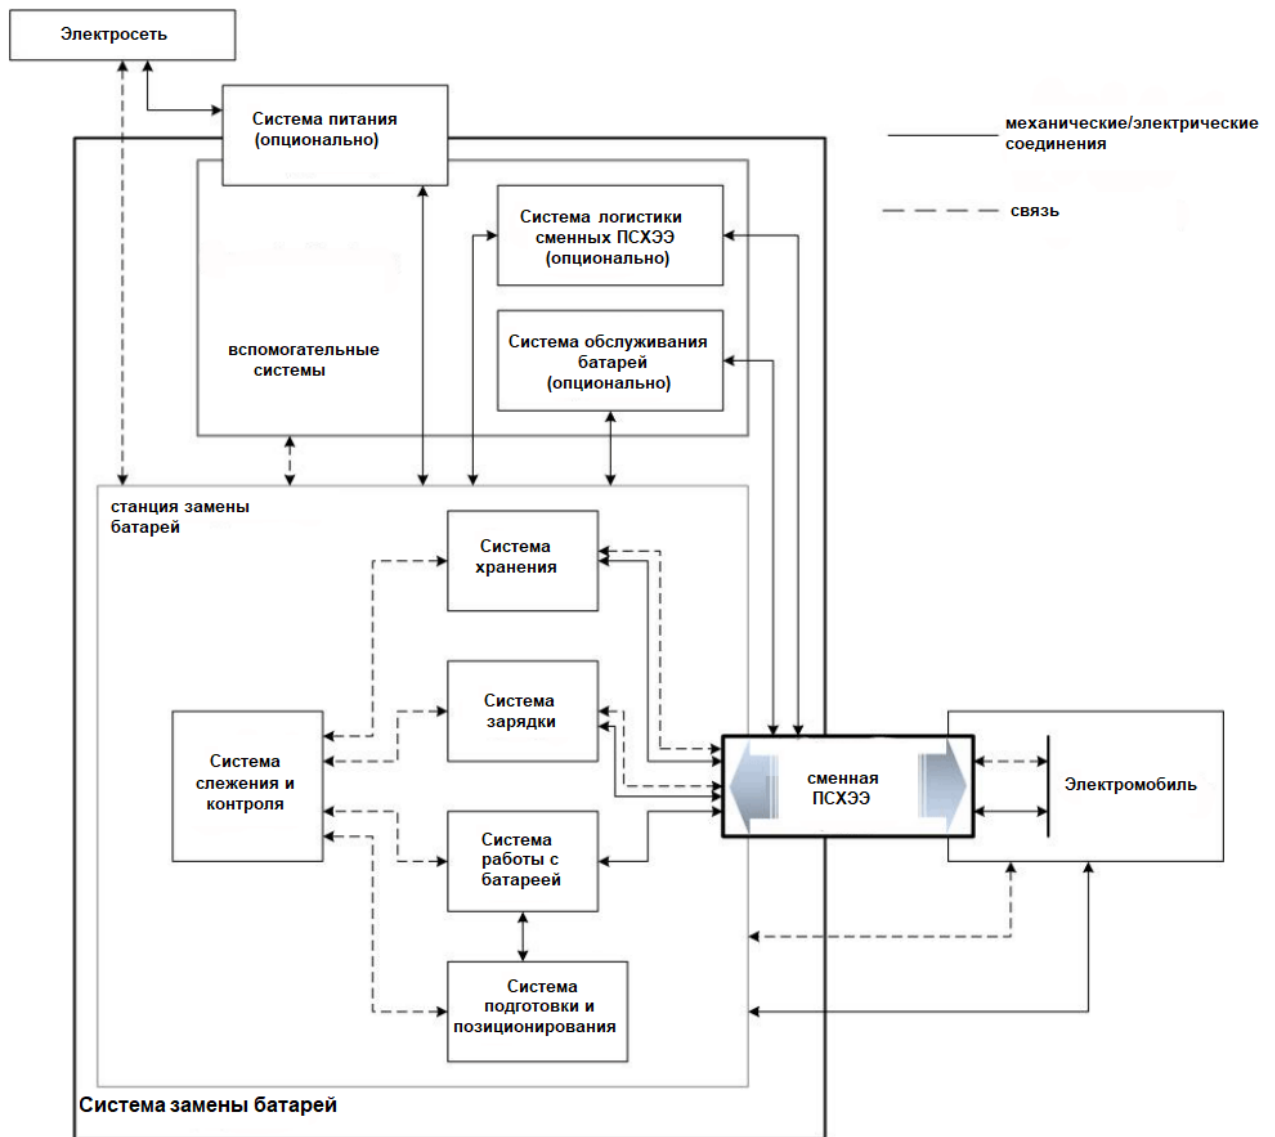 Электросеть
Система питания
(опционально)
механические/электрические
соединения
связь
Система логистики
сменных ПСХЭЭ
(опционально)
Система обслуживания
батарей
(опционально)
вспомогательные
системы
станция замены
батарей
Система
хранения
Система
зарядки
Система
слежения и
контроля
сменная
ПСХЭЭ
Электромобиль
Система
работы с
батареей
Система
подготовки и
позиционирования
Система замены батарей